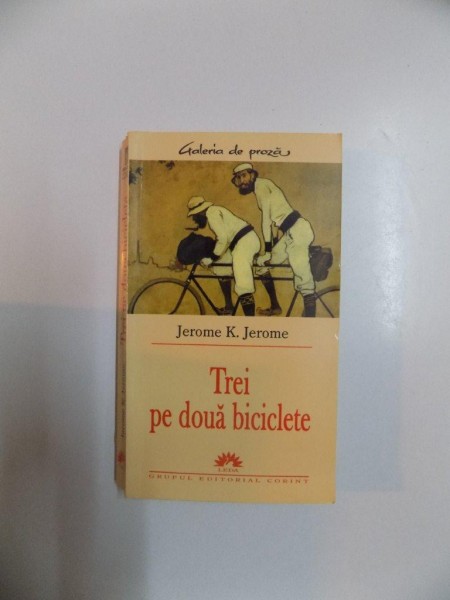 Galeria de proză
Jerome K. Jerome
Trei
pe două biciclete
LEDA
GRUPUL EDITORIAL CORINT